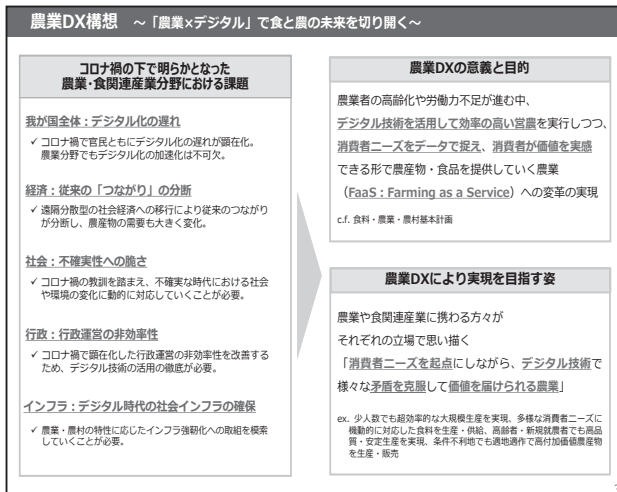 農業DX構想 ～「農業×デジタル」で食と農の未来を切り開く～
コロナ禍の下で明らかとなった
農業・食関連産業分野における課題
我が国全体：デジタル化の遅れ
✓ コロナ禍で官民ともにデジタル化の遅れが顕在化。
農業分野でもデジタル化の加速化は不可欠。
経済：従来の「つながり」の分断
✓ 遠隔分散型の社会経済への移行により従来のつながり
が分断し、農産物の需要も大きく変化。
社会：不確実性への脆さ
✓ コロナ禍の教訓を踏まえ、不確実な時代における社会
や環境の変化に動的に対応していくことが必要。
行政：行政運営の非効率性
✓ コロナ禍で顕在化した行政運営の非効率性を改善する
ため、デジタル技術の活用の徹底が必要。
インフラ：デジタル時代の社会インフラの確保
✓ 農業・農村の特性に応じたインフラ強靭化への取組を模索
していくことが必要。
農業DXの意義と目的
農業者の高齢化や労働力不足が進む中、
デジタル技術を活用して効率の高い営農を実行しつつ、
消費者ニーズをデータで捉え、消費者が価値を実感
できる形で農産物・食品を提供していく農業
（FaaS：Farming as a Service）への変革の実現
c.f. 食料・農業・農村基本計画
農業DXにより実現を目指す姿
農業や食関連産業に携わる方々が
それぞれの立場で思い描く
「消費者ニーズを起点にしながら、デジタル技術で
様々な矛盾を克服して価値を届けられる農業」
ex. 少人数でも超効率的な大規模生産を実現、多様な消費者ニーズに
機動的に対応した食料を生産・供給、高齢者・新規就農者でも高品
質・安定生産を実現、条件不利地でも適地適作で高付加価値農産物
を生産・販売